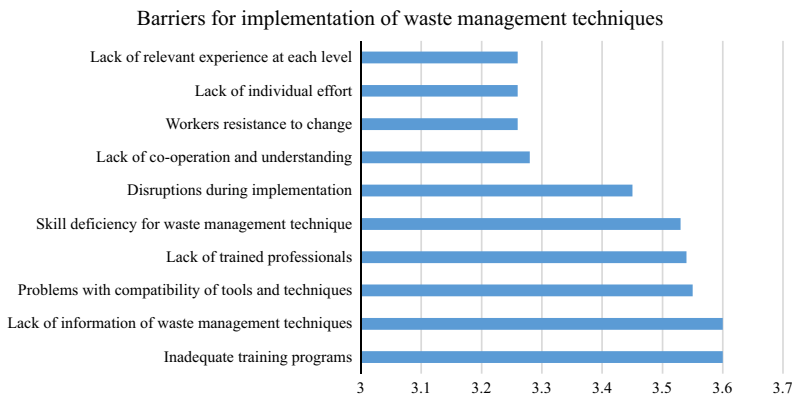 Barriers for implementation of waste management techniques
Lack of relevant experience at each level
Lack of individual effort
Workers resistance to change
Lack of co-operation and understanding
Disruptions during implementation
Skill deficiency for waste management technique
Lack of trained professionals
Problems with compatibility of tools and techniques
Lack of information of waste management techniques
Inadequate training programs
3 3.1 3.2 3.3 3.4 3.5 3.6 3.7